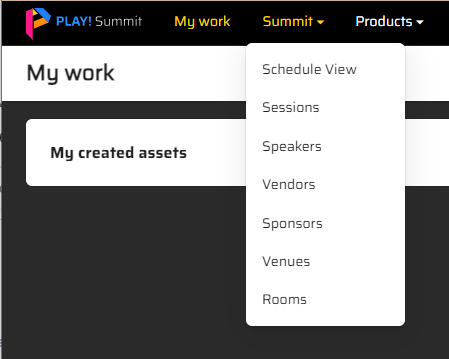 PLAY! Summit My work Summit Products
My work
My created assets
Schedule View
Sessions
Speakers
Vendors
Sponsors
Venues
Rooms